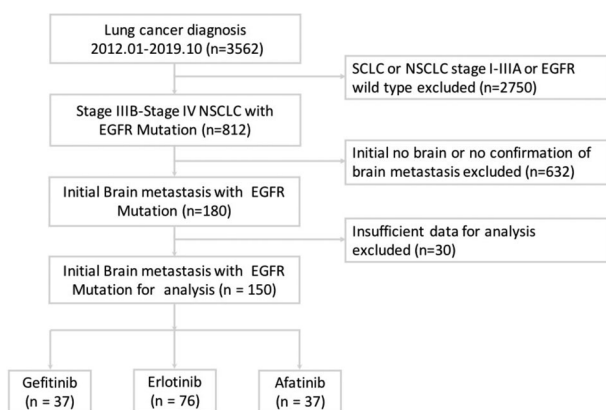 Lung cancer diagnosis
2012.01-2019.10 (n=3562)
SCLC or NSCLC stage I-IIIA or EGFR
wild type excluded (n=2750)
Stage IIIB-Stage IV NSCLC with
EGFR Mutation (n=812)
Initial no brain or no confirmation of
brain metastasis excluded (n=632)
Initial Brain metastasis with EGFR
Mutation (n=180)
Insufficient data for analysis
excluded (n=30)
Initial Brain metastasis with EGFR
Mutation for analysis (n = 150)
Gefitinib
(n = 37)
Erlotinib
(n = 76)
Afatinib
(n = 37)